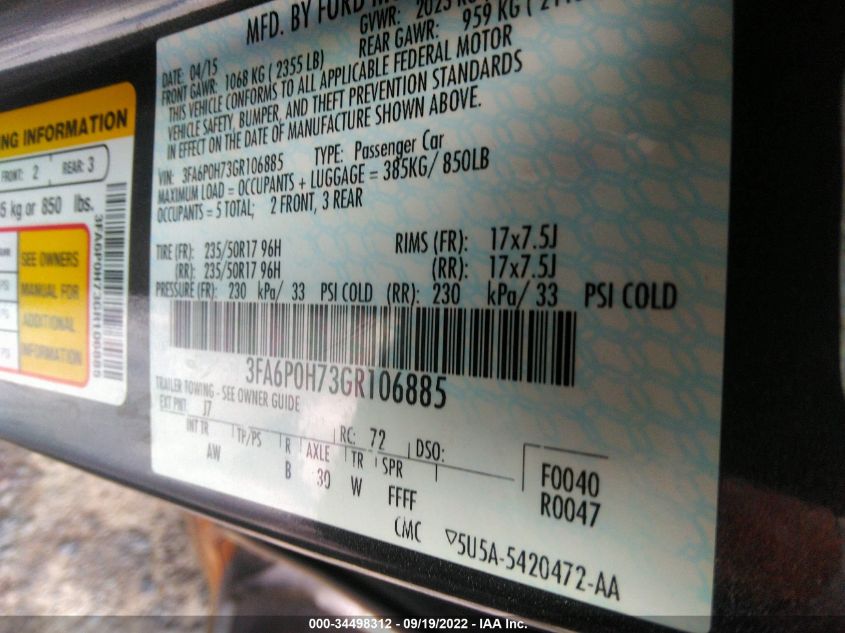 MFD. BY FORD
GVWR: 2025
DATE: 04/15
FRONT GAWR: 1068 KG ( 2355 LB)
REAR GAWR: 959 KG (
THIS VEHICLE CONFORMS TO ALL APPLICABLE FEDERAL MOTOR
VEHICLE SAFETY, BUMPER, AND THEFT PREVENTION STANDARDS
IN EFFECT ON THE DATE OF MANUFACTURE SHOWN ABOVE.
VIN: 3FA6P0H73GR106885 TYPE: Passenger Car
MAXIMUM LOAD = OCCUPANTS + LUGGAGE = 385KG/ 850LB
OCCUPANTS = 5 TOTAL; 2 FRONT, 3 REAR
TIRE (FR): 235/50R17 96H RIMS (FR): 17x7.5J
(RR): 235/50R17 96H (RR): 17x7.5J
PRESSURE (FR): 230 kPa/ 33 PSI COLD (RR): 230 kPa/ 33 PSI COLD
3FA6P0H73GR106885
TRAILER TOWING - SEE OWNER GUIDE
EXT PNT J7 RC: 72 DSO:
INT TR TP/PS R AXLE TR SPR
AW B 39 W FFFF
CMC
F0040
R0047
▽5U5A-5420472-AA
INFORMATION
FRONT: 2 REAR: 3
kg or 850 lbs.
SEE OWNERS
MANUAL FOR
ADDITIONAL
INFORMATION
PSI
PSI
3FA6P0H73GR106885
000-34498312 - 09/19/2022 - IAA Inc.